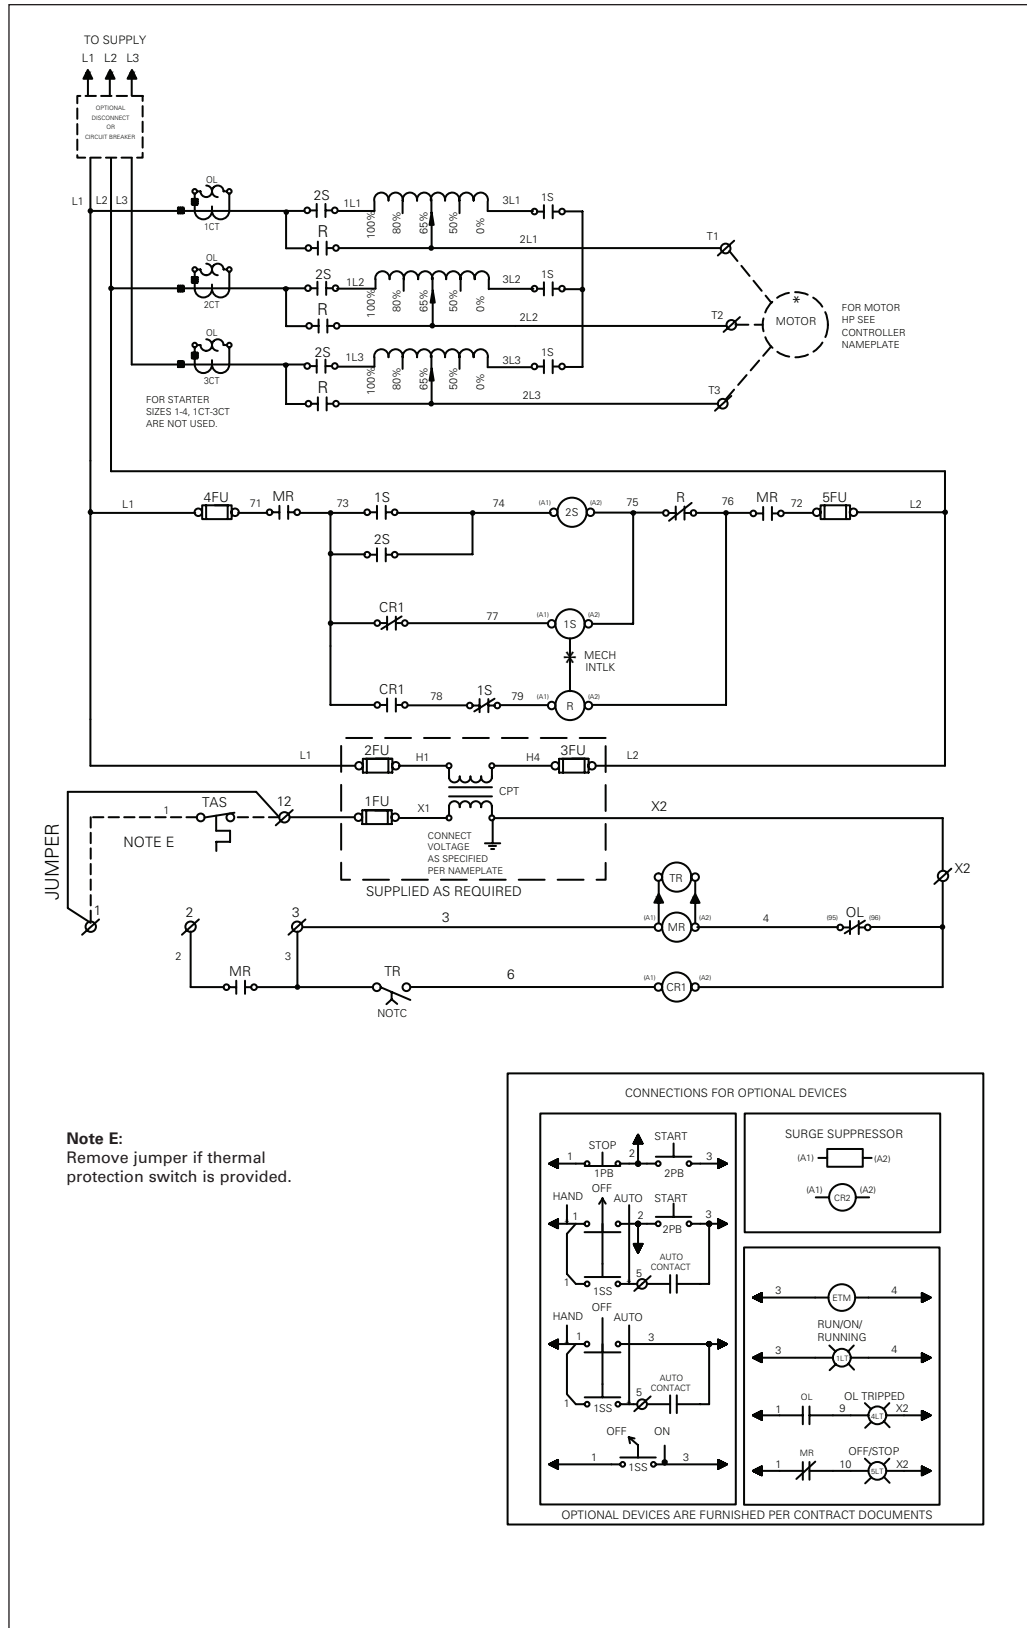 TO SUPPLY
L1 L2 L3
OPTIONAL
DISCONNECT
OR
CIRCUIT BREAKER
L1 L2 L3
OL
1CT
2S
1L1
100% 80% 65% 50% 0%
3L1
1S
R
2L1
T1
OL
2CT
2S
1L2
100% 80% 65% 50% 0%
3L2
1S
R
2L2
T2
*
MOTOR
FOR MOTOR
HP SEE
CONTROLLER
NAMEPLATE
OL
3CT
2S
1L3
100% 80% 65% 50% 0%
3L3
1S
R
2L3
T3
FOR STARTER
SIZES 1-4, 1CT-3CT
ARE NOT USED.
L1 4FU 71 MR 73 1S 74 (A1) 2S (A2) 75 R 76 MR 72 5FU L2
2S
CR1 77 (A1) 1S (A2)
MECH
INTLK
CR1 78 1S 79 (A1) R (A2)
L1 2FU H1 H4 3FU L2
CPT
1 TAS 12 1FU X1 X2
NOTE E
JUMPER
CONNECT
VOLTAGE
AS SPECIFIED
PER NAMEPLATE
SUPPLIED AS REQUIRED
TR
X2
1 2 3 3 (A1) MR (A2) 4 (95) OL (96)
2 MR 3 TR 6 (A1) CR1 (A2)
NOTC
Note E:
Remove jumper if thermal
protection switch is provided.
CONNECTIONS FOR OPTIONAL DEVICES
1 STOP 2 START 3
1PB 2PB
HAND OFF AUTO START
1 2 3
2PB
AUTO
CONTACT
1 1SS 5
HAND OFF AUTO
1 3
AUTO
CONTACT
1 1SS 5
OFF ON
1 1SS 3
SURGE SUPPRESSOR
(A1) (A2)
(A1) CR2 (A2)
3 ETM 4
RUN/ON/
RUNNING
3 1LT 4
OL OL TRIPPED
1 9 4LT X2
MR OFF/STOP
1 10 5LT X2
OPTIONAL DEVICES ARE FURNISHED PER CONTRACT DOCUMENTS